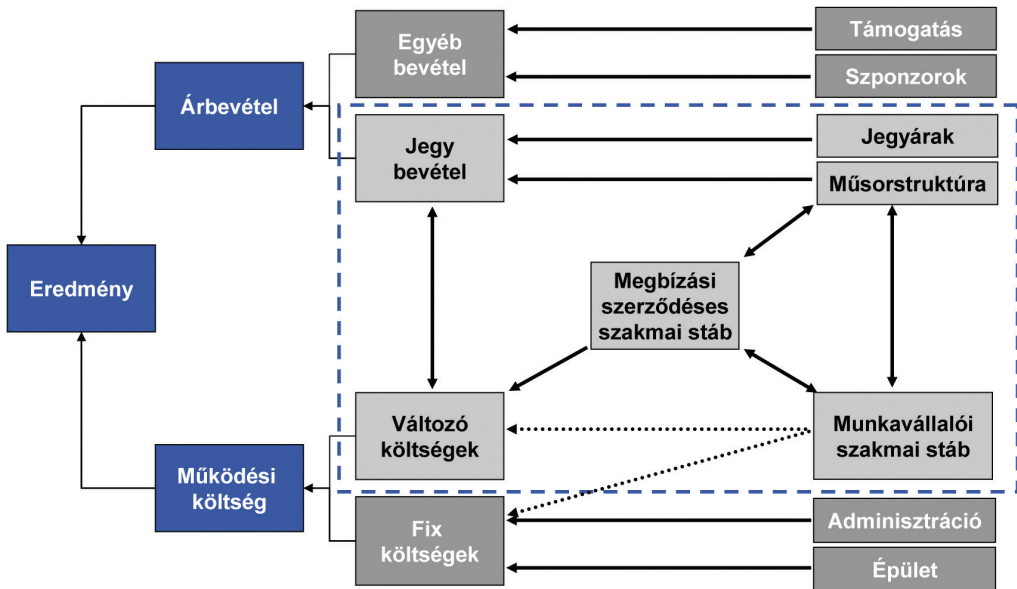 Egyéb
bevétel
Támogatás
Szponzorok
Árbevétel
Jegy
bevétel
Jegyárak
Műsorstruktúra
Eredmény
Megbízási
szerződéses
szakmai stáb
Változó
költségek
Munkavállalói
szakmai stáb
Működési
költség
Fix
költségek
Adminisztráció
Épület